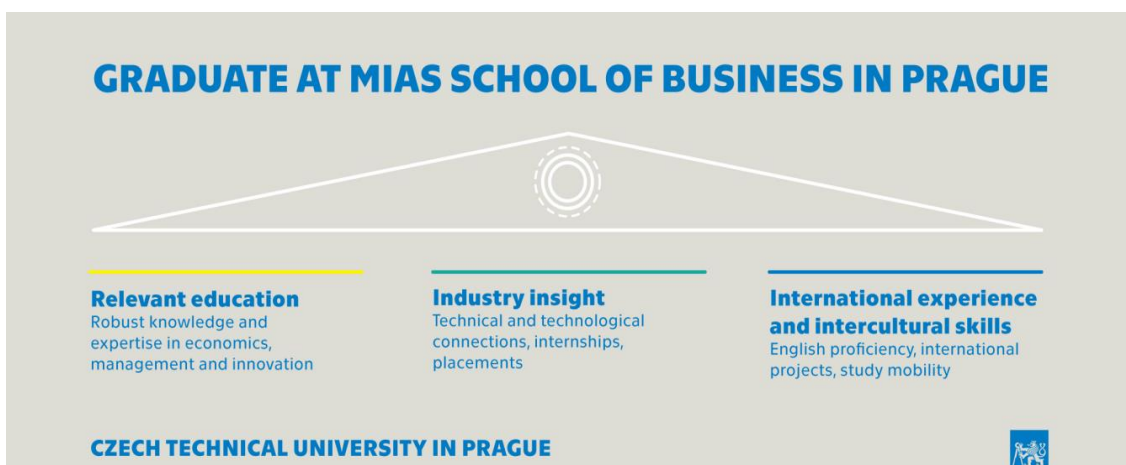 GRADUATE AT MIAS SCHOOL OF BUSINESS IN PRAGUE
Relevant education
Robust knowledge and
expertise in economics,
management and innovation
Industry insight
Technical and technological
connections, internships,
placements
International experience
and intercultural skills
English proficiency, international
projects, study mobility
CZECH TECHNICAL UNIVERSITY IN PRAGUE